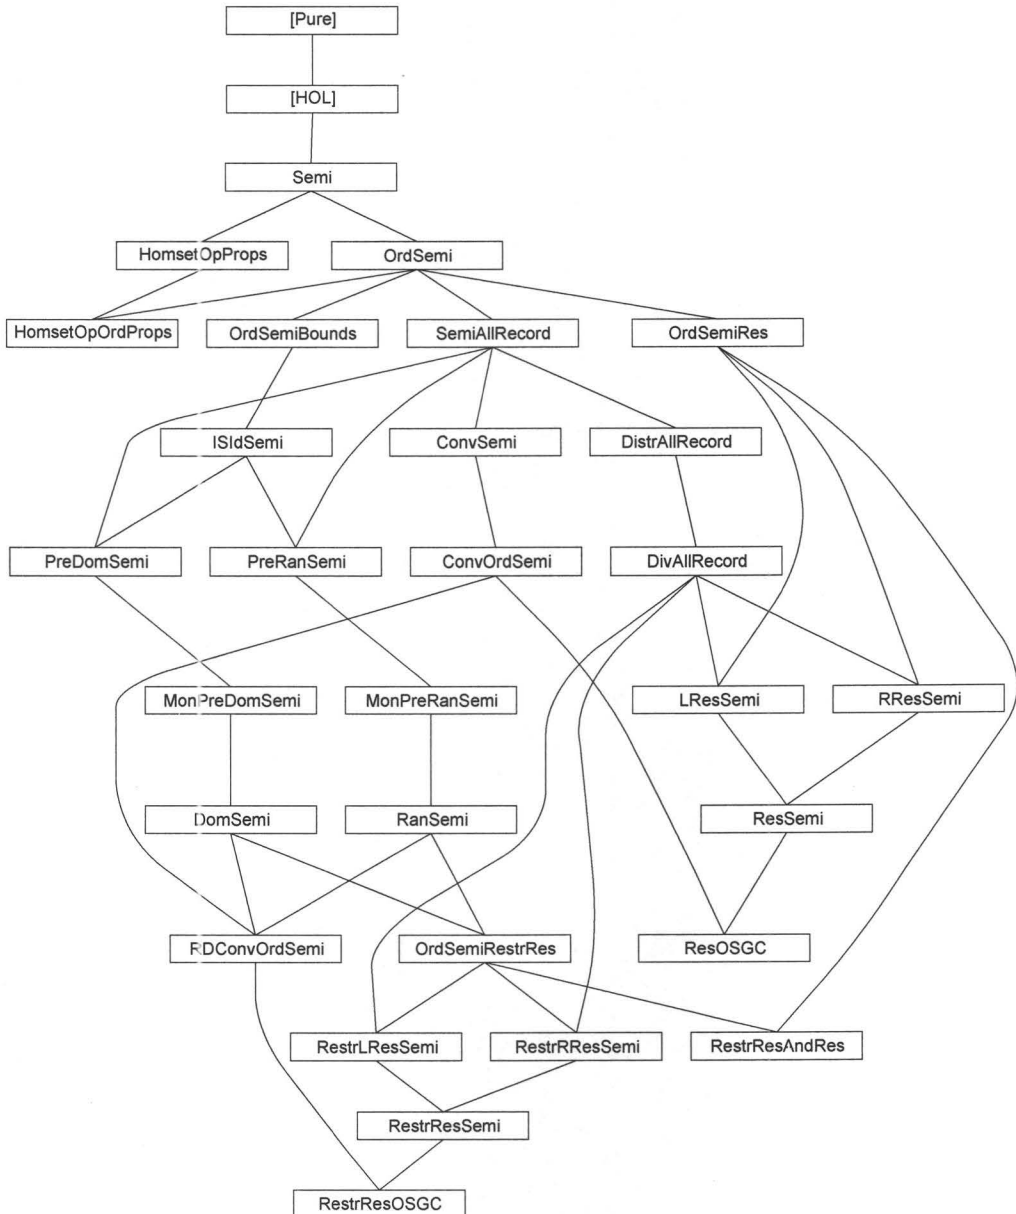 [Pure]
[HOL]
Semi
HomsetOpProps
OrdSemi
HomsetOpOrdProps
OrdSemiBounds
SemiAllRecord
OrdSemiRes
ISIdSemi
ConvSemi
DistrAllRecord
PreDomSemi
PreRanSemi
ConvOrdSemi
DivAllRecord
MonPreDomSemi
MonPreRanSemi
LResSemi
RResSemi
DomSemi
RanSemi
ResSemi
RDConvOrdSemi
OrdSemiRestrRes
ResOSGC
RestrLResSemi
RestrRResSemi
RestrResAndRes
RestrResSemi
RestrResOSGC